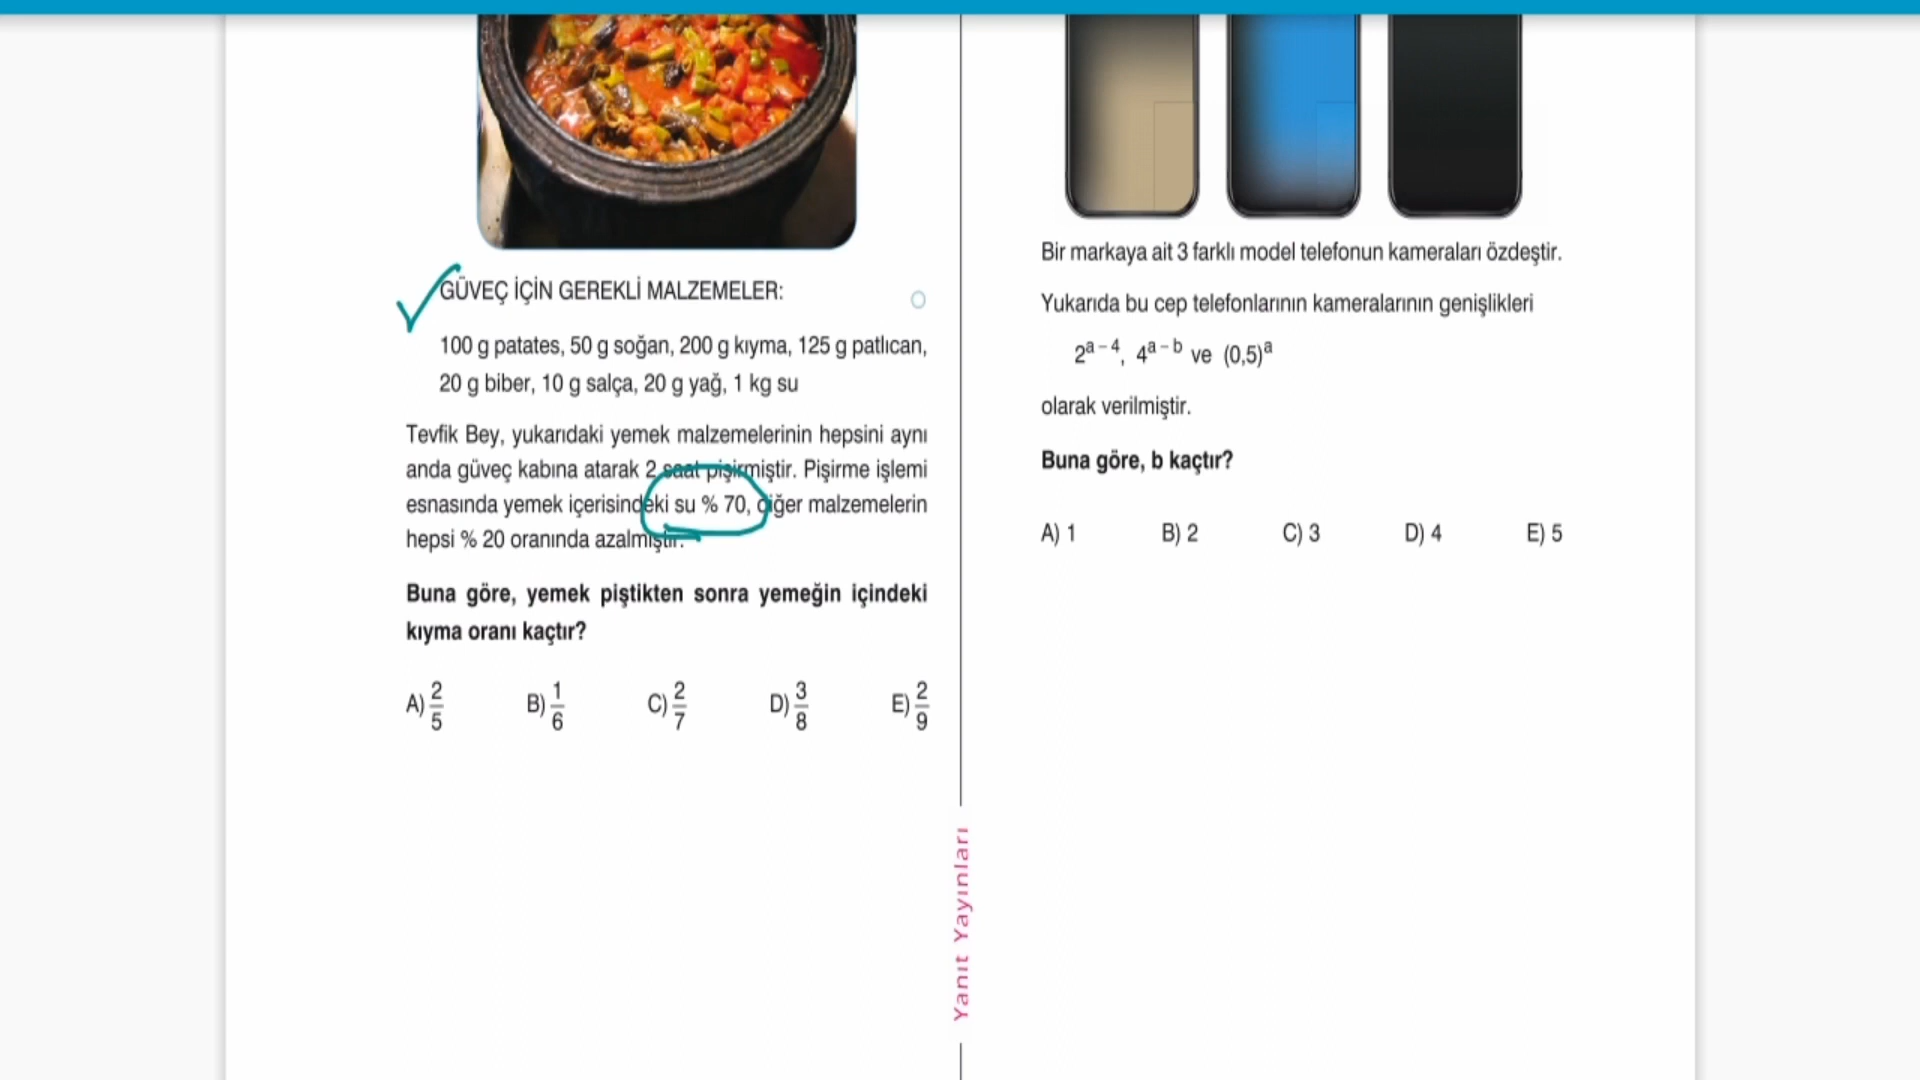 GÜVEÇ İÇİN GEREKLİ MALZEMELER:
100 g patates, 50 g soğan, 200 g kıyma, 125 g patlıcan,
20 g biber, 10 g salça, 20 g yağ, 1 kg su
Tevfik Bey, yukarıdaki yemek malzemelerinin hepsini aynı
anda güveç kabına atarak 2 saat pişirmiştir. Pişirme işlemi
esnasında yemek içerisindeki su % 70, diğer malzemelerin
hepsi % 20 oranında azalmıştır.
Buna göre, yemek piştikten sonra yemeğin içindeki
kıyma oranı kaçtır?
A) 2/5 B) 1/6 C) 2/7 D) 3/8 E) 2/9
Yanıt Yayınları
Bir markaya ait 3 farklı model telefonun kameraları özdeştir.
Yukarıda bu cep telefonlarının kameralarının genişlikleri
2^{a – 4}, 4^{a – b} ve (0,5)^a
olarak verilmiştir.
Buna göre, b kaçtır?
A) 1 B) 2 C) 3 D) 4 E) 5